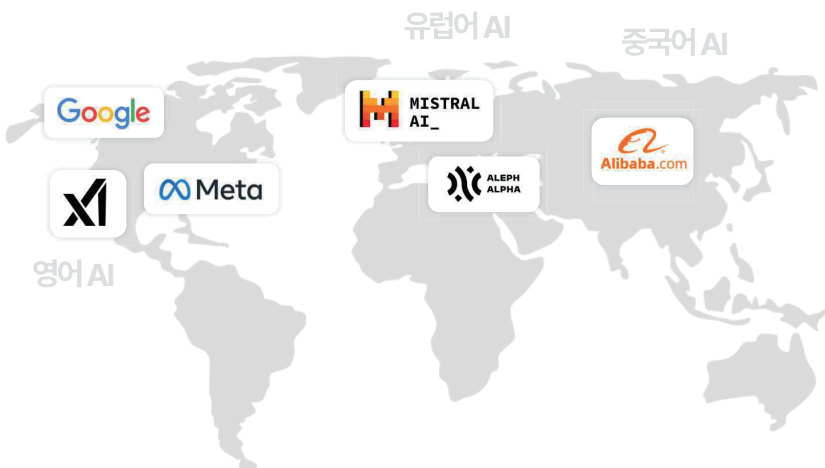 유럽어 AI
중국어 AI
Google
MISTRAL
AI_
Alibaba.com
xI
Meta
ALEPH
ALPHA
영어 AI